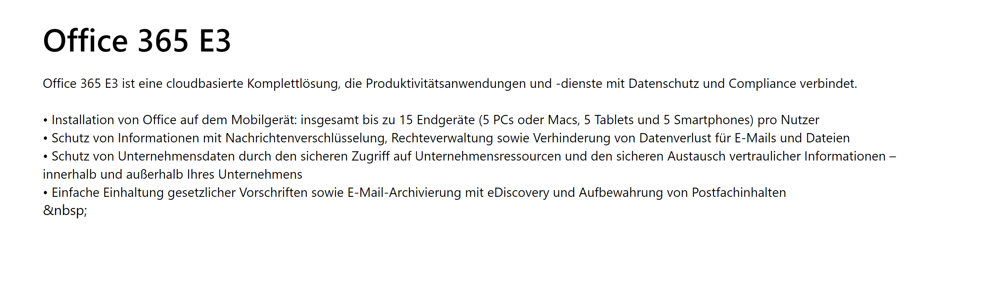 Office 365 E3
Office 365 E3 ist eine cloudbasierte Komplettlösung, die Produktivitätsanwendungen und -dienste mit Datenschutz und Compliance verbindet.
• Installation von Office auf dem Mobilgerät: insgesamt bis zu 15 Endgeräte (5 PCs oder Macs, 5 Tablets und 5 Smartphones) pro Nutzer
• Schutz von Informationen mit Nachrichtenverschlüsselung, Rechteverwaltung sowie Verhinderung von Datenverlust für E-Mails und Dateien
• Schutz von Unternehmensdaten durch den sicheren Zugriff auf Unternehmensressourcen und den sicheren Austausch vertraulicher Informationen –
innerhalb und außerhalb Ihres Unternehmens
• Einfache Einhaltung gesetzlicher Vorschriften sowie E-Mail-Archivierung mit eDiscovery und Aufbewahrung von Postfachinhalten
&nbsp;